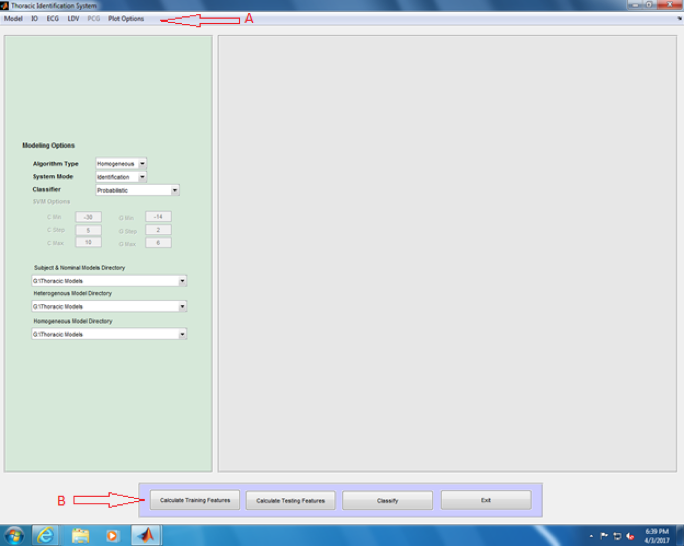 Thoracic Identification System
Model IO ECG LDV PCG Plot Options
A
Modeling Options
Algorithm Type Homogeneous
System Mode Identification
Classifier Probabilistic
SVM Options
C Min -30 G Min -14
C Step 5 G Step 2
C Max 10 G Max 6
Subject & Nominal Models Directory
G:\Thoracic Models
Heterogenous Model Directory
G:\Thoracic Models
Homogeneous Model Directory
G:\Thoracic Models
B
Calculate Training Features Calculate Testing Features Classify Exit
6:39 PM
4/3/2017